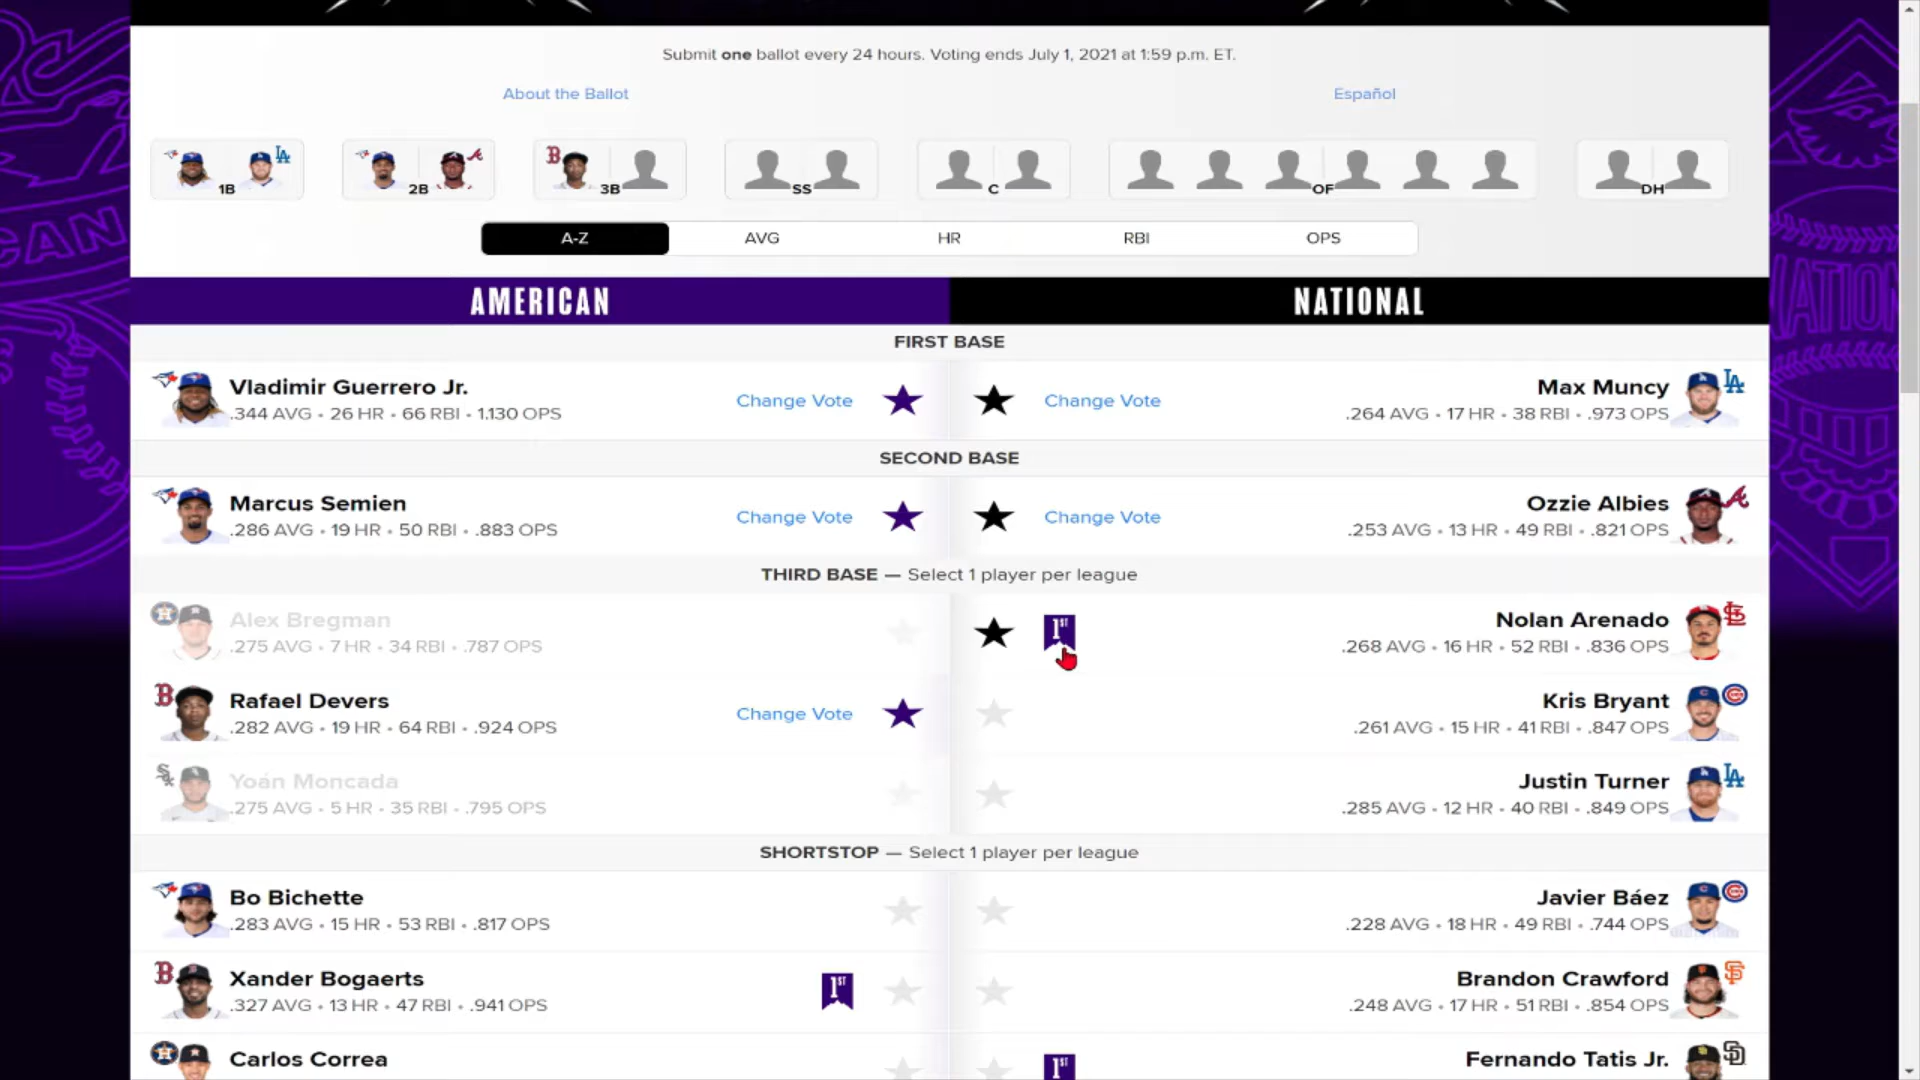 Submit one ballot every 24 hours. Voting ends July 1, 2021 at 1:59 p.m. ET.
About the Ballot
Español
1B
2B
3B
SS
C
OF
DH
A-Z
AVG
HR
RBI
OPS
AMERICAN
NATIONAL
FIRST BASE
Vladimir Guerrero Jr.
.344 AVG • 26 HR • 66 RBI • 1.130 OPS
Change Vote
Change Vote
Max Muncy
.264 AVG • 17 HR • 38 RBI • .973 OPS
SECOND BASE
Marcus Semien
.286 AVG • 19 HR • 50 RBI • .883 OPS
Change Vote
Change Vote
Ozzie Albies
.253 AVG • 13 HR • 49 RBI • .821 OPS
THIRD BASE — Select 1 player per league
Alex Bregman
.275 AVG • 7 HR • 34 RBI • .787 OPS
1ST
Nolan Arenado
.268 AVG • 16 HR • 52 RBI • .836 OPS
Rafael Devers
.282 AVG • 19 HR • 64 RBI • .924 OPS
Change Vote
Kris Bryant
.261 AVG • 15 HR • 41 RBI • .847 OPS
Yoán Moncada
.275 AVG • 5 HR • 35 RBI • .795 OPS
Justin Turner
.285 AVG • 12 HR • 40 RBI • .849 OPS
SHORTSTOP — Select 1 player per league
Bo Bichette
.283 AVG • 15 HR • 53 RBI • .817 OPS
Javier Báez
.228 AVG • 18 HR • 49 RBI • .744 OPS
Xander Bogaerts
.327 AVG • 13 HR • 47 RBI • .941 OPS
1ST
Brandon Crawford
.248 AVG • 17 HR • 51 RBI • .854 OPS
Carlos Correa
1ST
Fernando Tatis Jr.